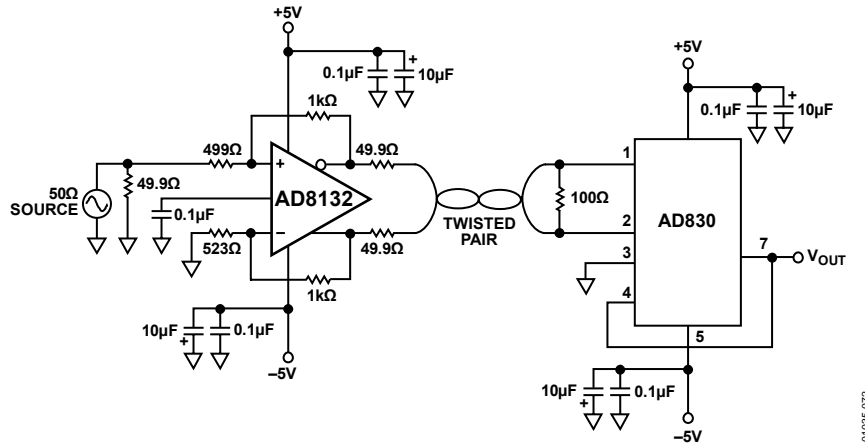 +5V
0.1µF
10µF
+
1kΩ
499Ω
49.9Ω
+
50Ω
SOURCE
49.9Ω
AD8132
0.1µF
–
523Ω
49.9Ω
1kΩ
10µF
+
0.1µF
–5V
TWISTED
PAIR
100Ω
+5V
0.1µF
10µF
+
1
2
3
4
AD830
7
VOUT
5
10µF
+
0.1µF
–5V